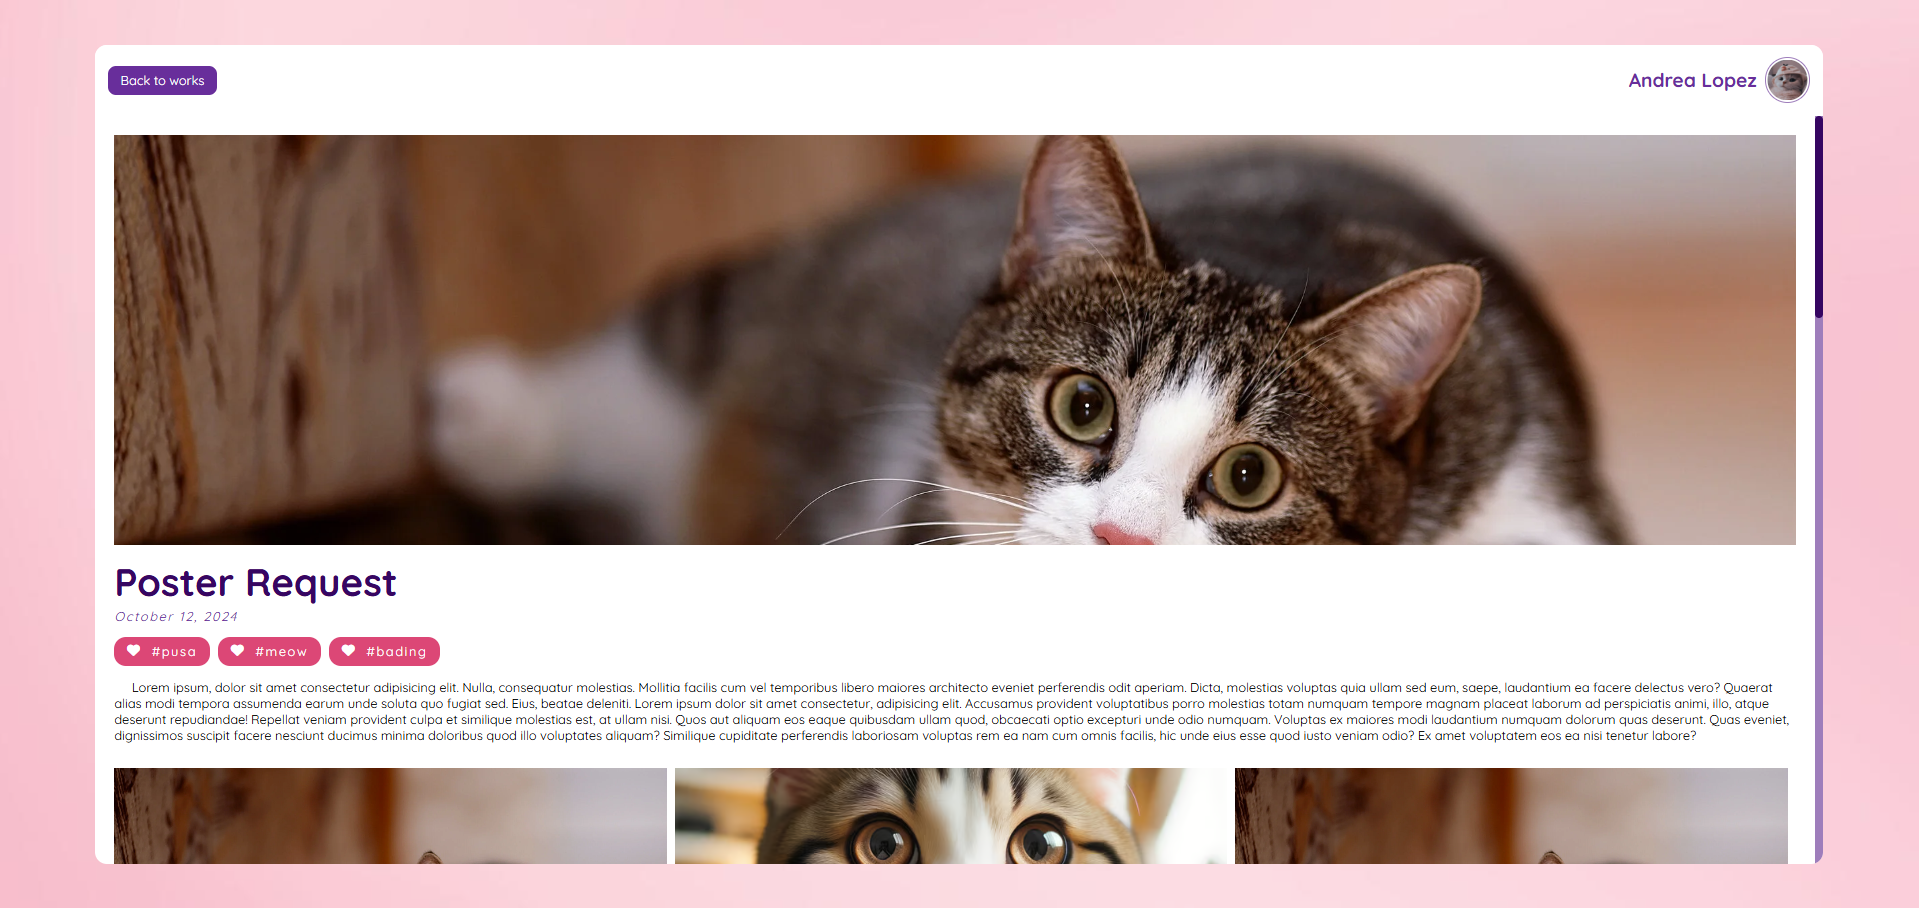 Back to works
Andrea Lopez
Poster Request
October 12, 2024
#pusa #meow #bading
Lorem ipsum, dolor sit amet consectetur adipisicing elit. Nulla, consequatur molestias. Mollitia facilis cum vel temporibus libero maiores architecto eveniet perferendis odit aperiam. Dicta, molestias voluptas quia ullam sed eum, saepe, laudantium ea facere delectus vero? Quaerat
alias modi tempora assumenda earum unde soluta quo fugiat sed. Eius, beatae deleniti. Lorem ipsum dolor sit amet consectetur, adipisicing elit. Accusamus provident voluptatibus porro molestias totam numquam tempore magnam placeat laborum ad perspiciatis animi, illo, atque
deserunt repudiandae! Repellat veniam provident culpa et similique molestias est, at ullam nisi. Quos aut aliquam eos eaque quibusdam ullam quod, obcaecati optio excepturi unde odio numquam. Voluptas ex maiores modi laudantium numquam dolorum quas deserunt. Quas eveniet,
dignissimos suscipit facere nesciunt ducimus minima doloribus quod illo voluptates aliquam? Similique cupiditate perferendis laboriosam voluptas rem ea nam cum omnis facilis, hic unde eius esse quod iusto veniam odio? Ex amet voluptatem eos ea nisi tenetur labore?